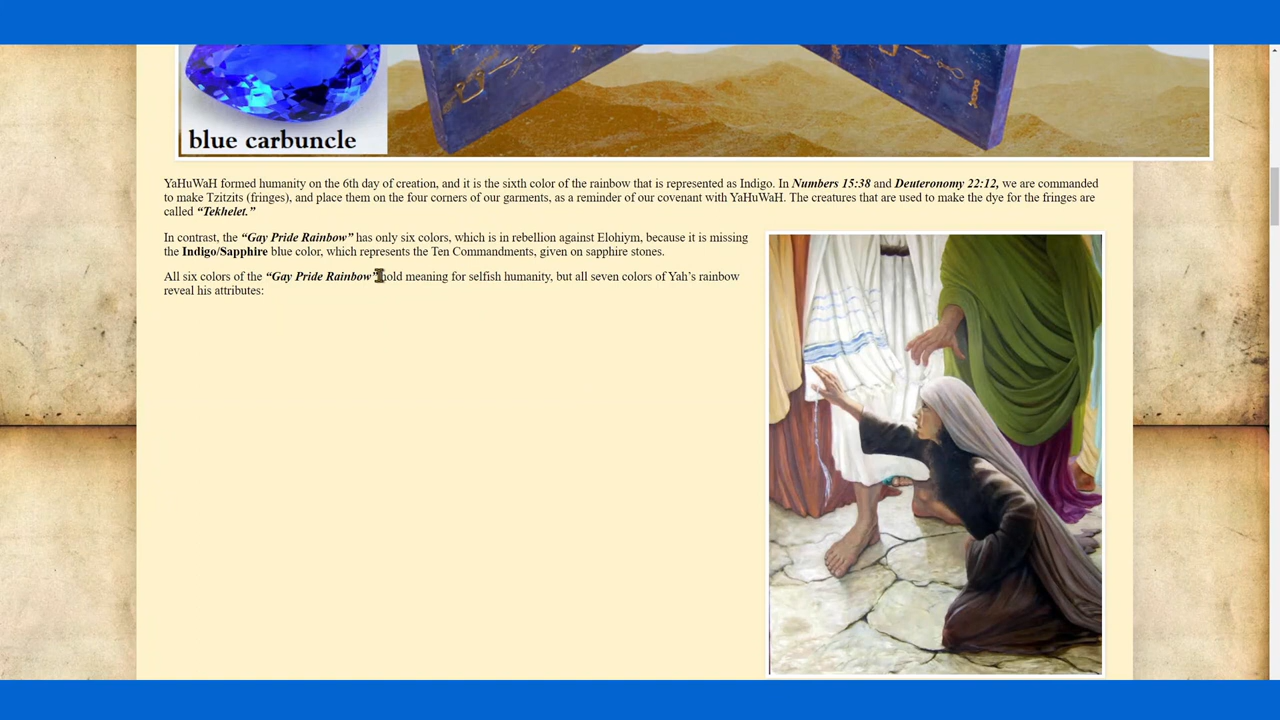 blue carbuncle
YaHuWaH formed humanity on the 6th day of creation, and it is the sixth color of the rainbow that is represented as Indigo. In Numbers 15:38 and Deuteronomy 22:12, we are commanded
to make Tzitzits (fringes), and place them on the four corners of our garments, as a reminder of our covenant with YaHuWaH. The creatures that are used to make the dye for the fringes are
called “Tekhelet.”
In contrast, the “Gay Pride Rainbow” has only six colors, which is in rebellion against Elohiym, because it is missing
the Indigo/Sapphire blue color, which represents the Ten Commandments, given on sapphire stones.
All six colors of the “Gay Pride Rainbow” hold meaning for selfish humanity, but all seven colors of Yah’s rainbow
reveal his attributes: